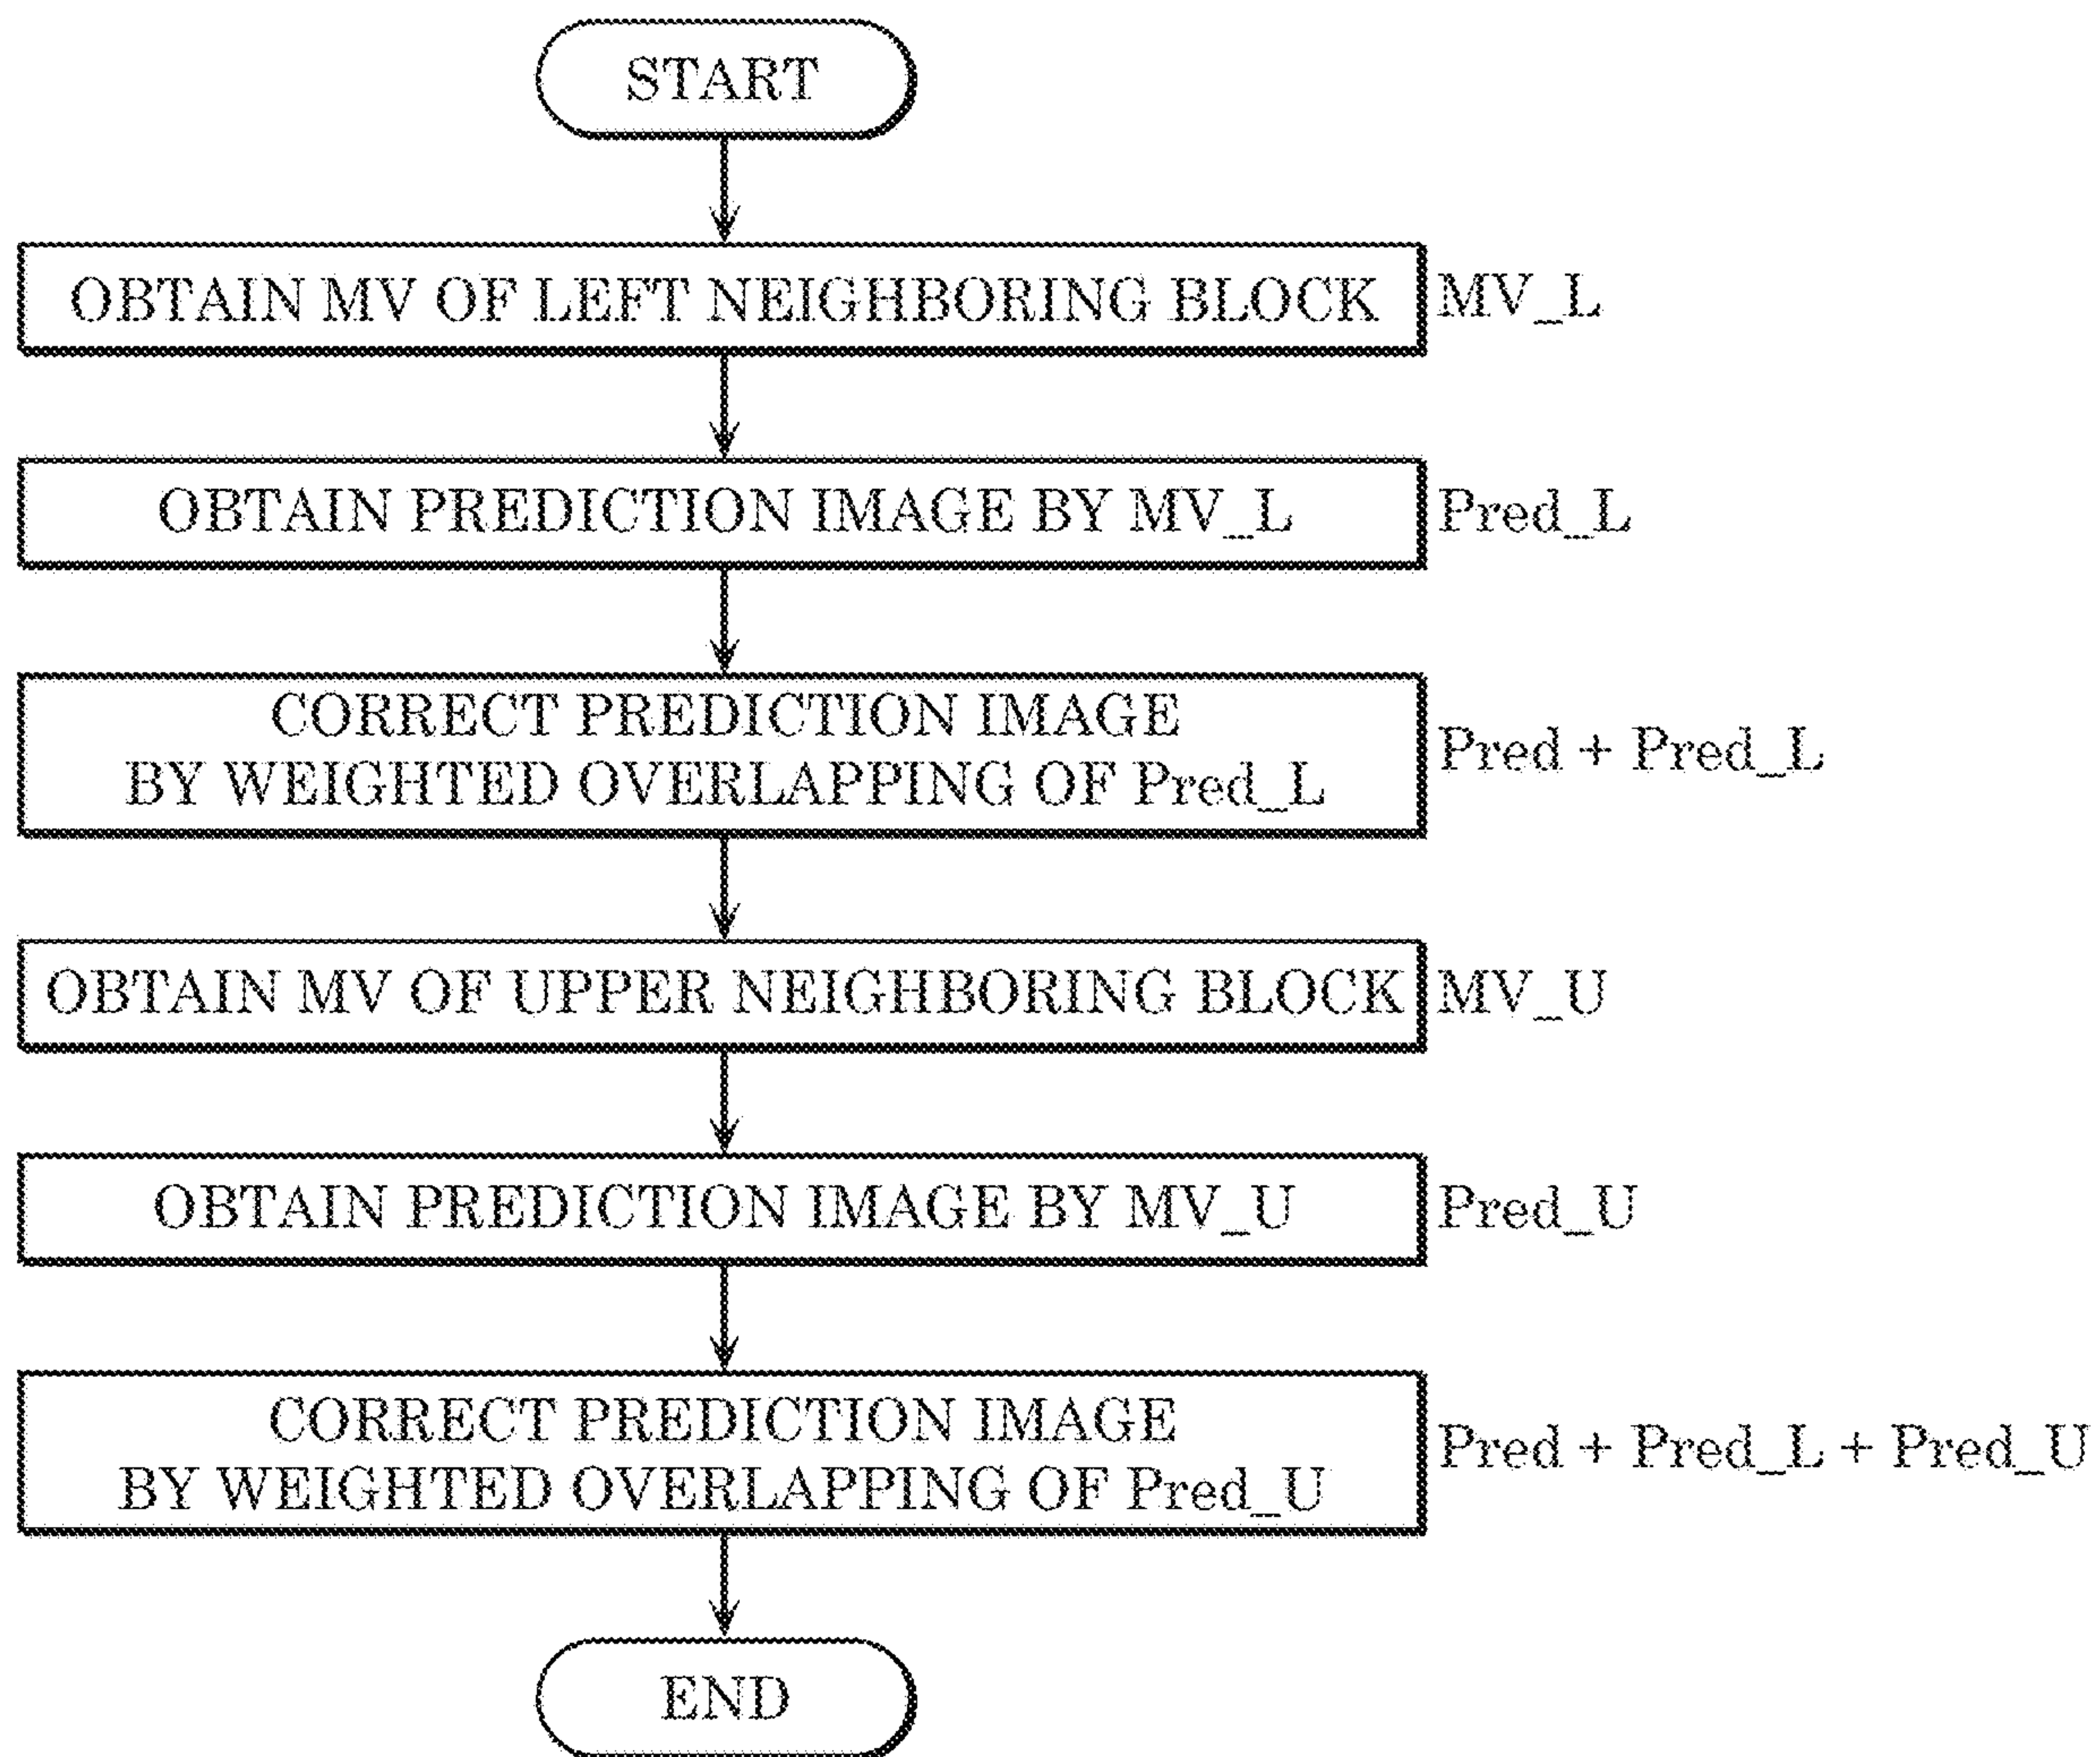 START
OBTAIN MV OF LEFT NEIGHBORING BLOCK MV_L
OBTAIN PREDICTION IMAGE BY MV_L Pred_L
CORRECT PREDICTION IMAGE
BY WEIGHTED OVERLAPPING OF Pred_L
Pred + Pred_L
OBTAIN MV OF UPPER NEIGHBORING BLOCK MV_U
OBTAIN PREDICTION IMAGE BY MV_U Pred_U
CORRECT PREDICTION IMAGE
BY WEIGHTED OVERLAPPING OF Pred_U
Pred + Pred_L + Pred_U
END